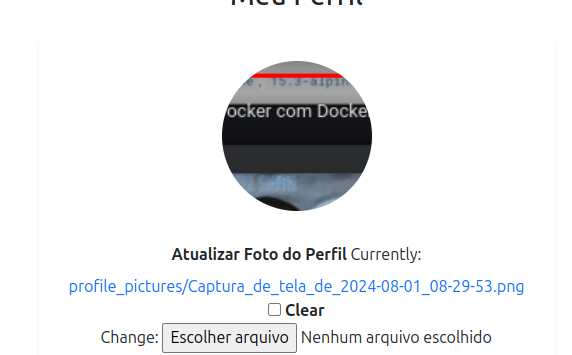 Meu Perfil
15.3-alpin
ocker com Docke
Atualizar Foto do Perfil Currently:
profile_pictures/Captura_de_tela_de_2024-08-01_08-29-53.png
Clear
Change: Escolher arquivo Nenhum arquivo escolhido